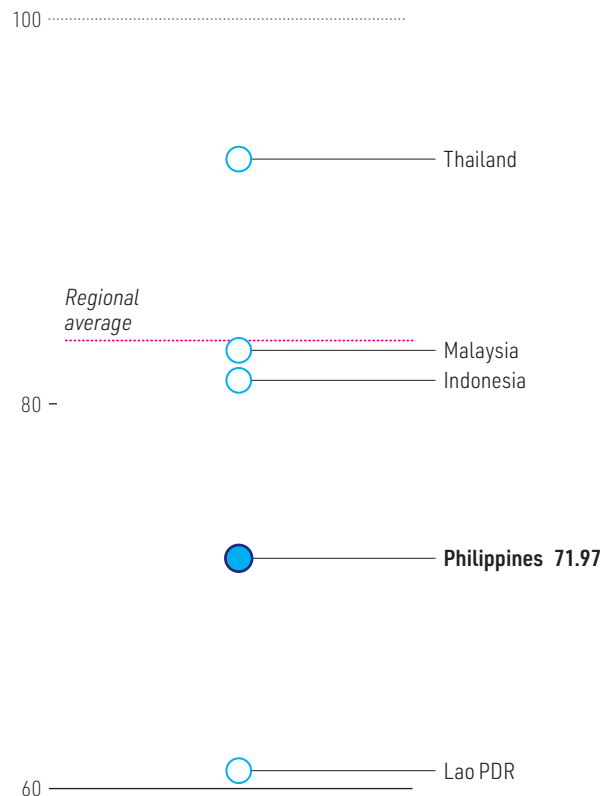 100
Thailand
Regional
average
Malaysia
Indonesia
80
Philippines 71.97
Lao PDR
60